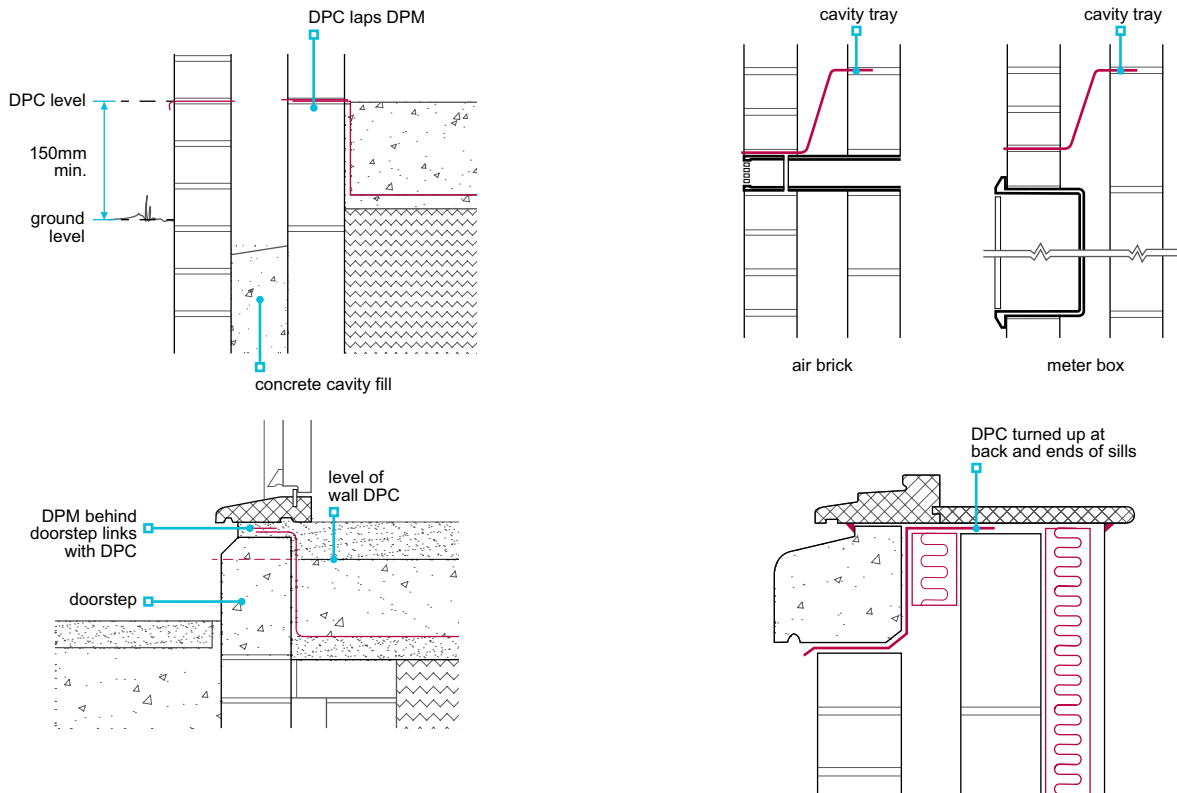 DPC laps DPM
DPC level
150mm
min.
ground
level
concrete cavity fill
cavity tray
cavity tray
air brick
meter box
level of
wall DPC
DPM behind
doorstep links
with DPC
doorstep
DPC turned up at
back and ends of sills